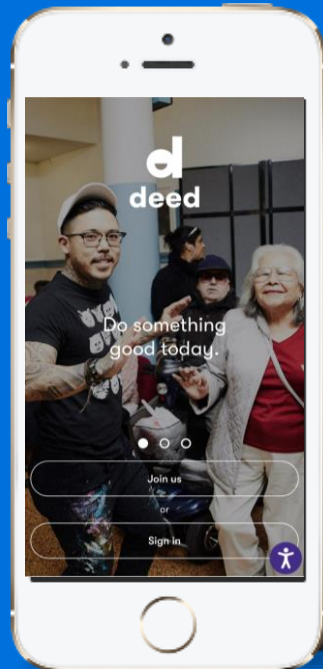 d
deed
Do something
good today.
Join us
or
Sign in